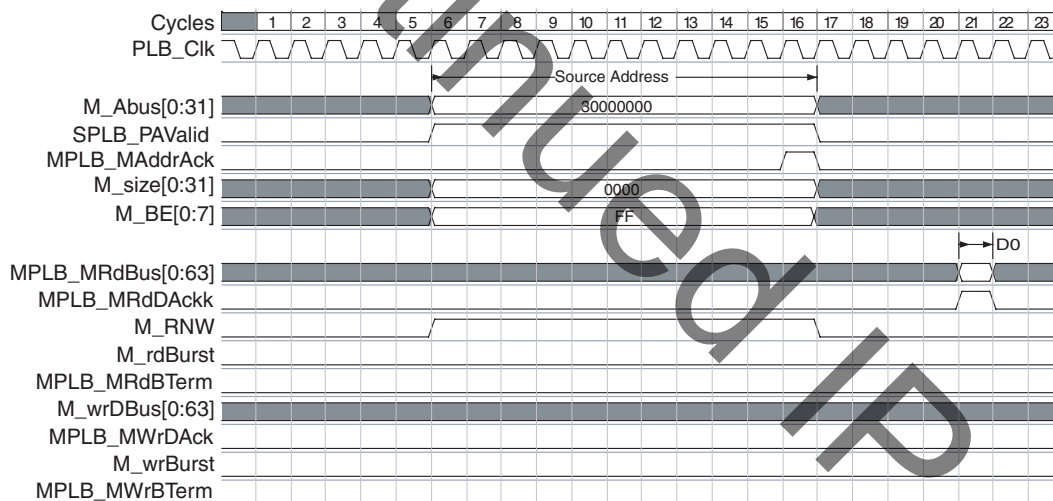 Cycles 1 2 3 4 5 6 7 8 9 10 11 12 13 14 15 16 17 18 19 20 21 22 23
PLB_Clk
Source Address
M_Abus[0:31] 30000000
SPLB_PAValid
MPLB_MAddrAck
M_size[0:31] 0000
M_BE[0:7] FF
D0
MPLB_MRdBus[0:63]
MPLB_MRdDAckk
M_RNW
M_rdBurst
MPLB_MRdBTerm
M_wrDBus[0:63]
MPLB_MWrDAck
M_wrBurst
MPLB_MWrBTerm
nued IP